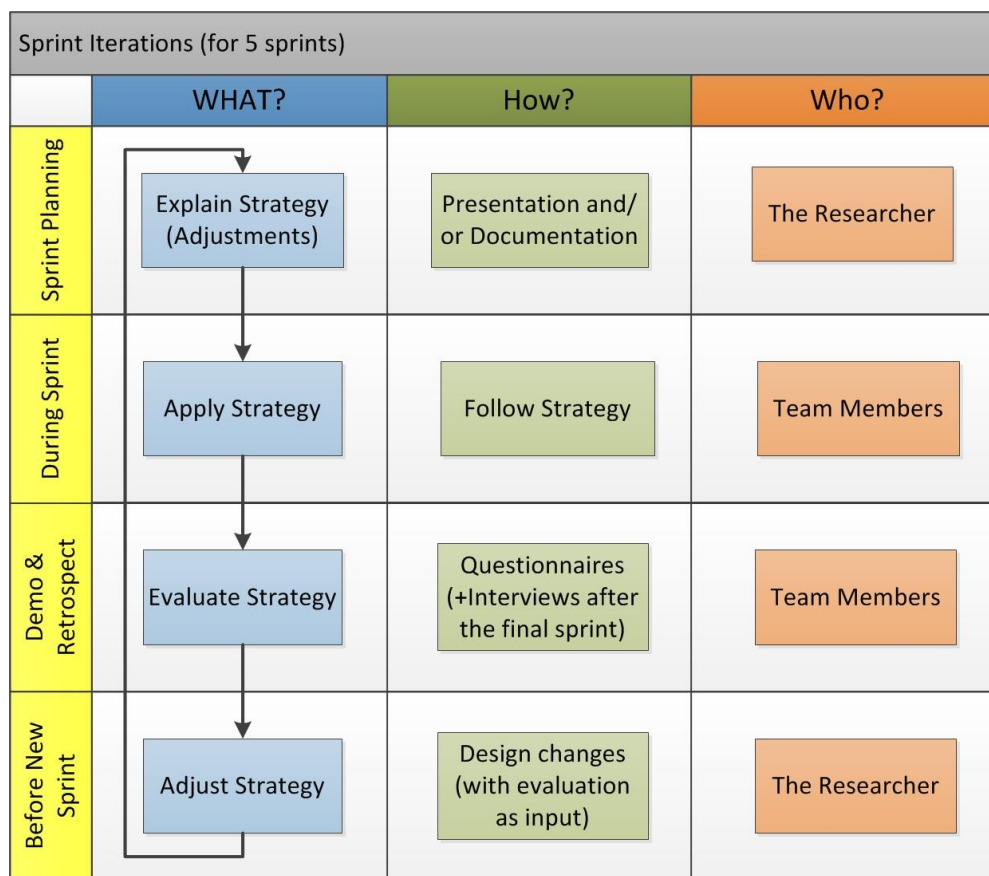 Sprint Iterations (for 5 sprints)
WHAT?
How?
Who?
Sprint Planning
Explain Strategy
(Adjustments)
Presentation and/
or Documentation
The Researcher
During Sprint
Apply Strategy
Follow Strategy
Team Members
Demo &
Retrospect
Evaluate Strategy
Questionnaires
(+Interviews after
the final sprint)
Team Members
Before New
Sprint
Adjust Strategy
Design changes
(with evaluation
as input)
The Researcher